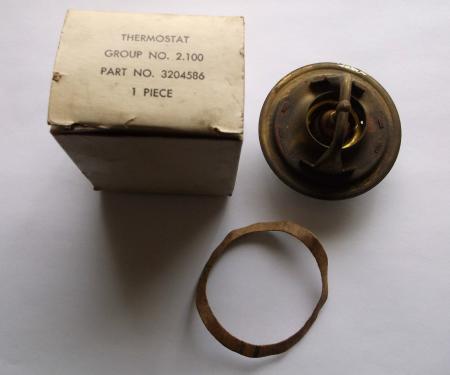 THERMOSTAT
GROUP NO. 2.100
PART NO. 3204586
1 PIECE